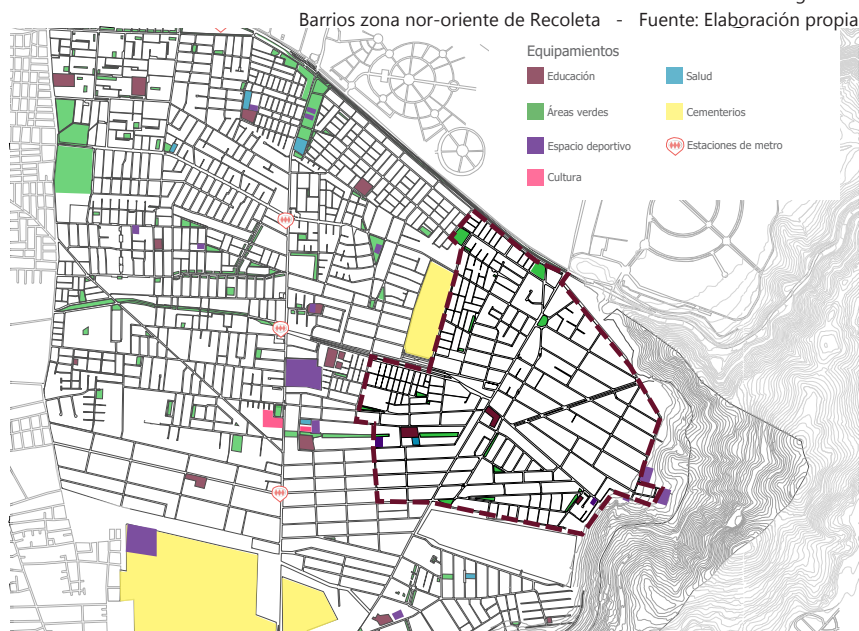 Barrios zona nor-oriente de Recoleta - Fuente: Elaboración propia
Equipamientos
Educación
Salud
Áreas verdes
Cementerios
Espacio deportivo
Estaciones de metro
Cultura